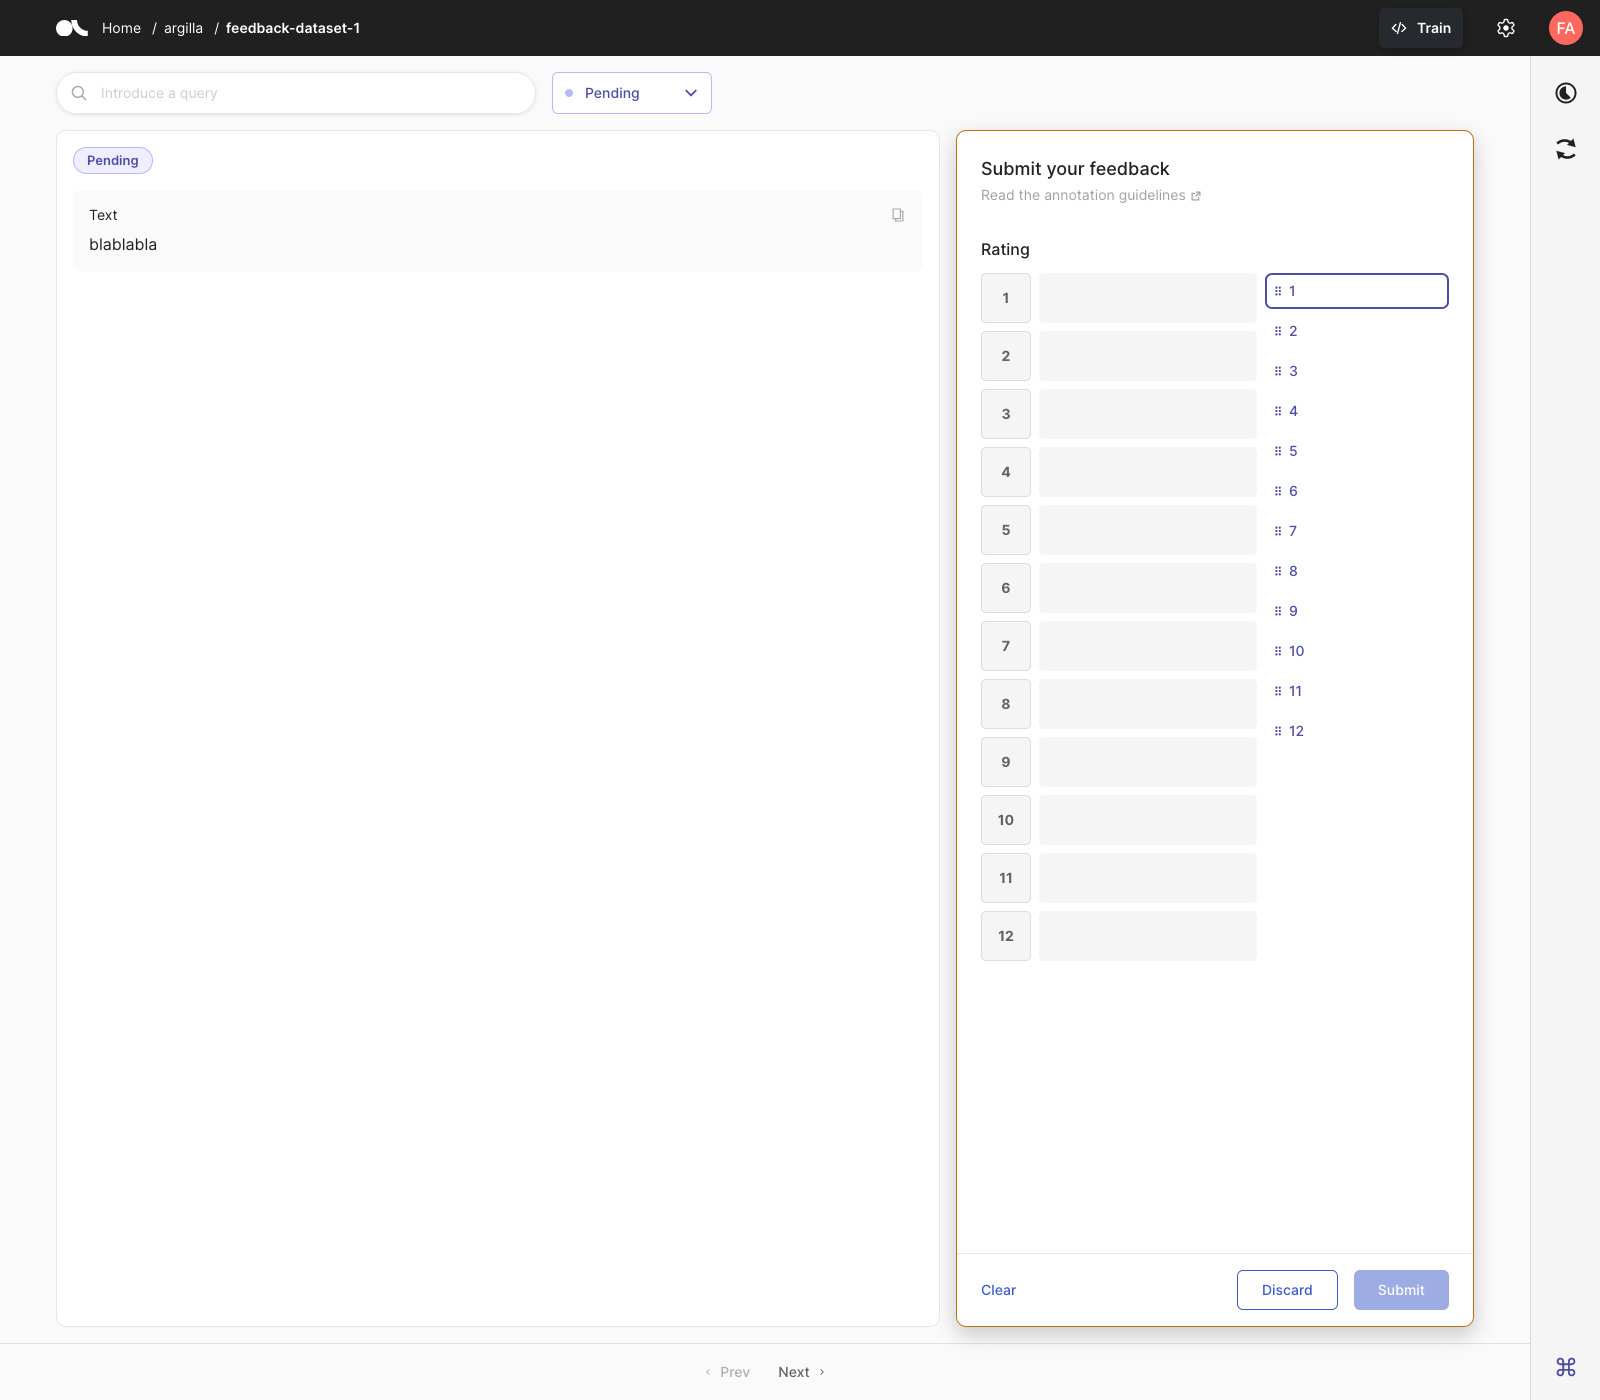 Home / argilla / feedback-dataset-1
Train
FA
Introduce a query
Pending
Pending
Text
blablabla
Submit your feedback
Read the annotation guidelines
Rating
1
2
3
4
5
6
7
8
9
10
11
12
1
2
3
4
5
6
7
8
9
10
11
12
Clear
Discard
Submit
Prev
Next